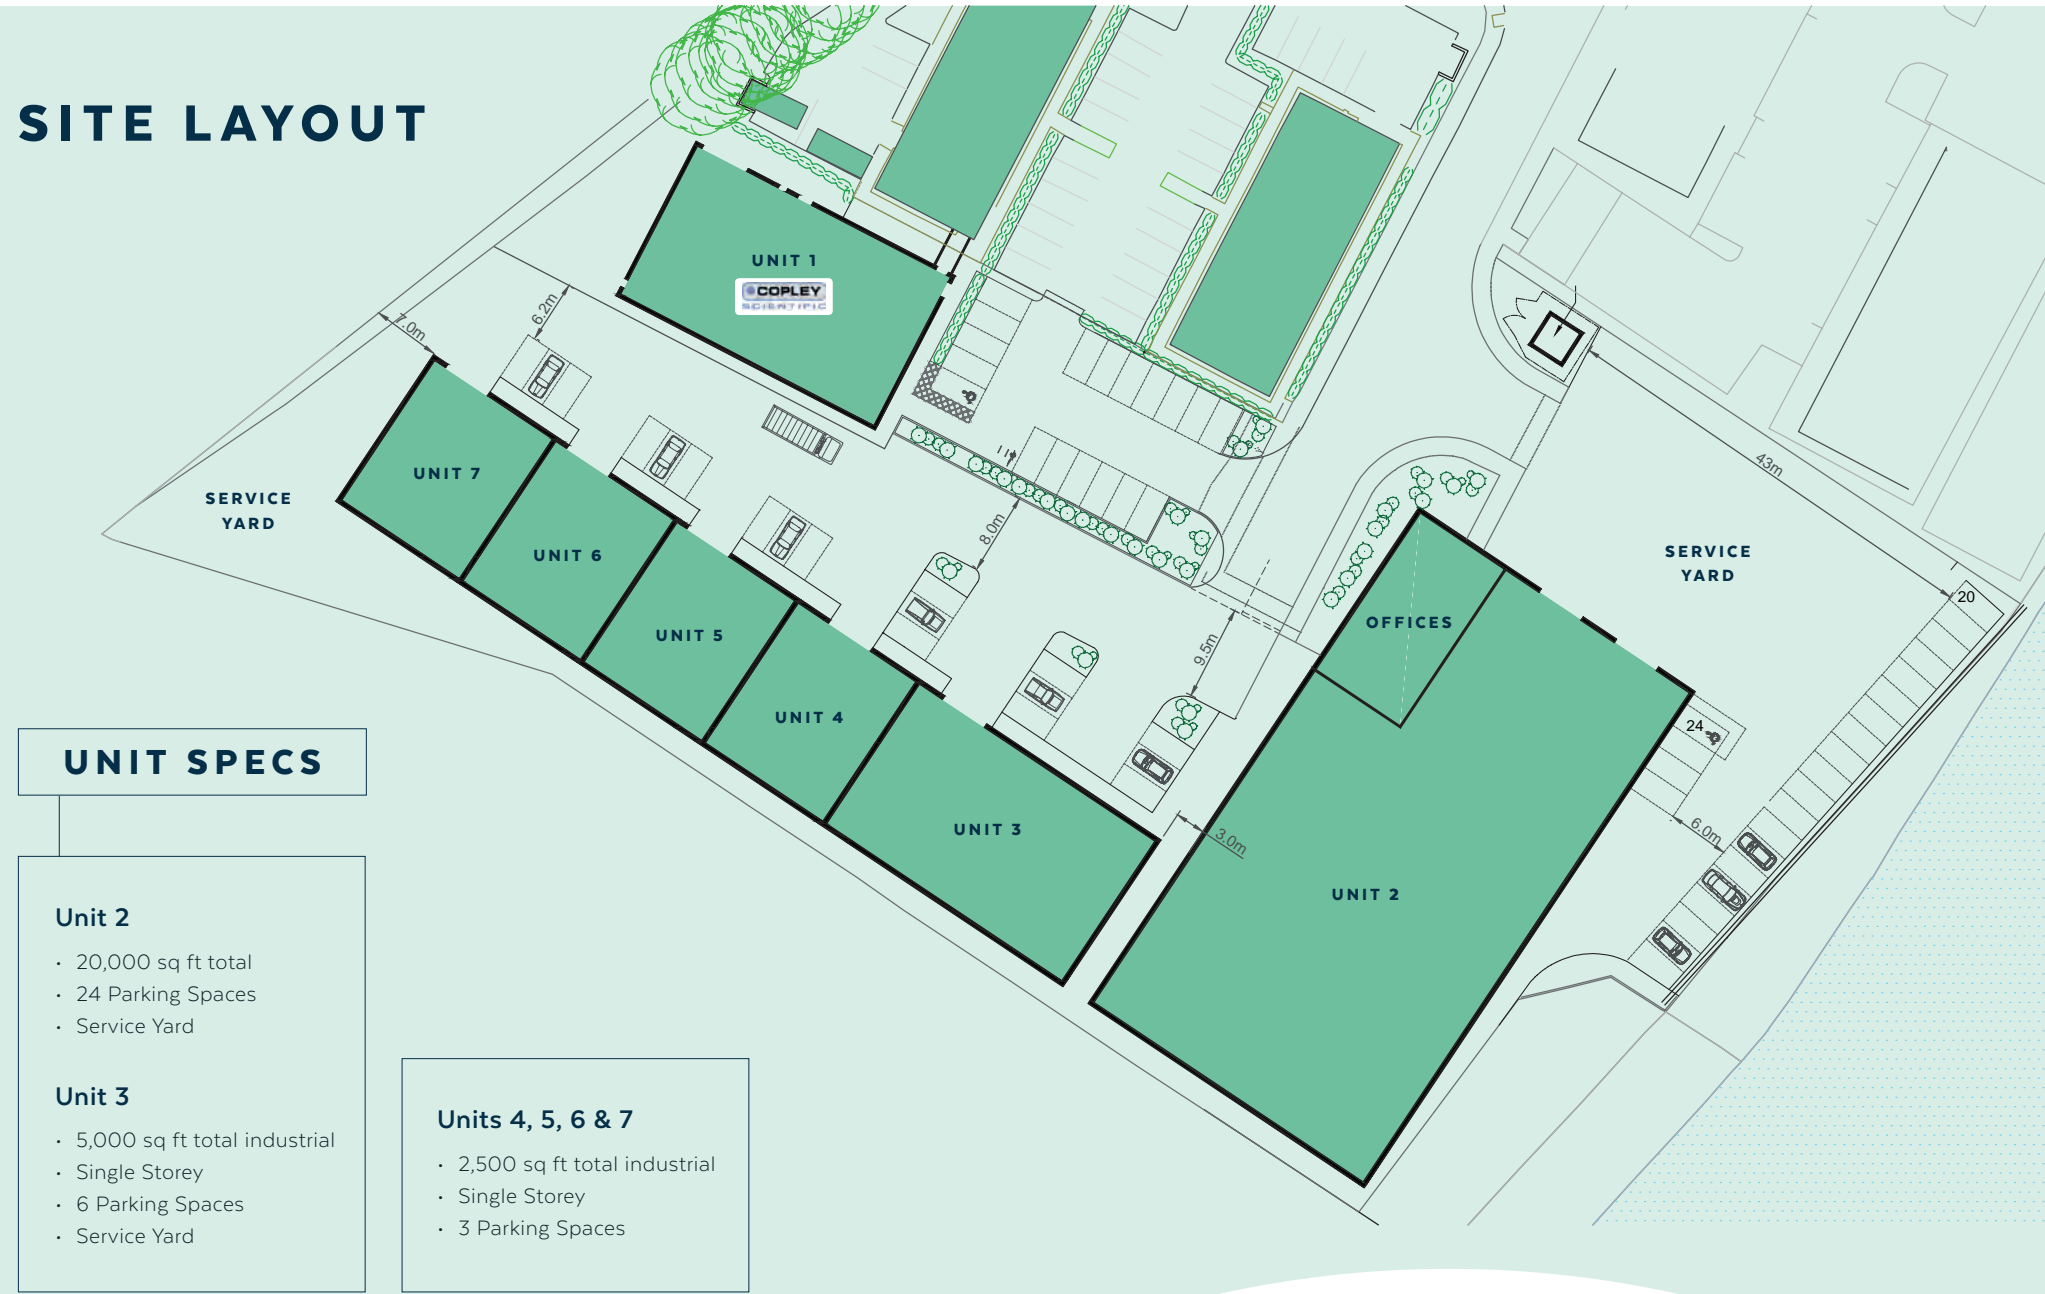 SITE LAYOUT
UNIT 1
COPLEY
SCIENTIFIC
6.2m
7.0m
UNIT 7
SERVICE
YARD
UNIT 6
8.0m
43m
SERVICE
YARD
20
UNIT 5
OFFICES
9.5m
UNIT 4
24
UNIT 3
3.0m
6.0m
UNIT 2
UNIT SPECS
Unit 2
• 20,000 sq ft total
• 24 Parking Spaces
• Service Yard
Unit 3
• 5,000 sq ft total industrial
• Single Storey
• 6 Parking Spaces
• Service Yard
Units 4, 5, 6 & 7
• 2,500 sq ft total industrial
• Single Storey
• 3 Parking Spaces